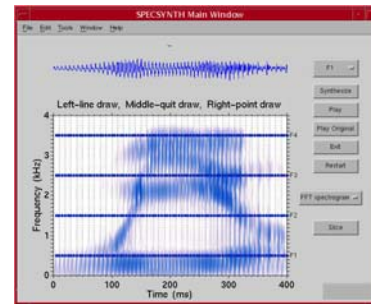 SPECSYNTH Main Window
File Edit Tools Window Help
F1
Synthesize
Play
Play Original
Exit
Restart
FFT spectrogram
Slice
Left-line draw, Middle-quit draw, Right-point draw
4
F4
3
F3
2
F2
1
F1
0
Frequency (kHz)
0 100 200 300 400
Time (ms)